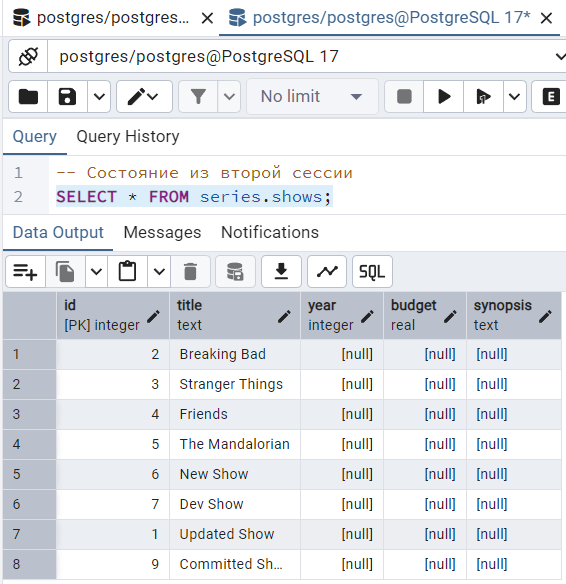 postgres/postgres... postgres/postgres@PostgreSQL 17*
postgres/postgres@PostgreSQL 17
No limit E
Query Query History
1 -- Состояние из второй сессии
2 SELECT * FROM series.shows;
Data Output Messages Notifications
SQL
id title year budget synopsis
[PK] integer text integer real text
1 2 Breaking Bad [null] [null] [null]
2 3 Stranger Things [null] [null] [null]
3 4 Friends [null] [null] [null]
4 5 The Mandalorian [null] [null] [null]
5 6 New Show [null] [null] [null]
6 7 Dev Show [null] [null] [null]
7 1 Updated Show [null] [null] [null]
8 9 Committed Sh... [null] [null] [null]